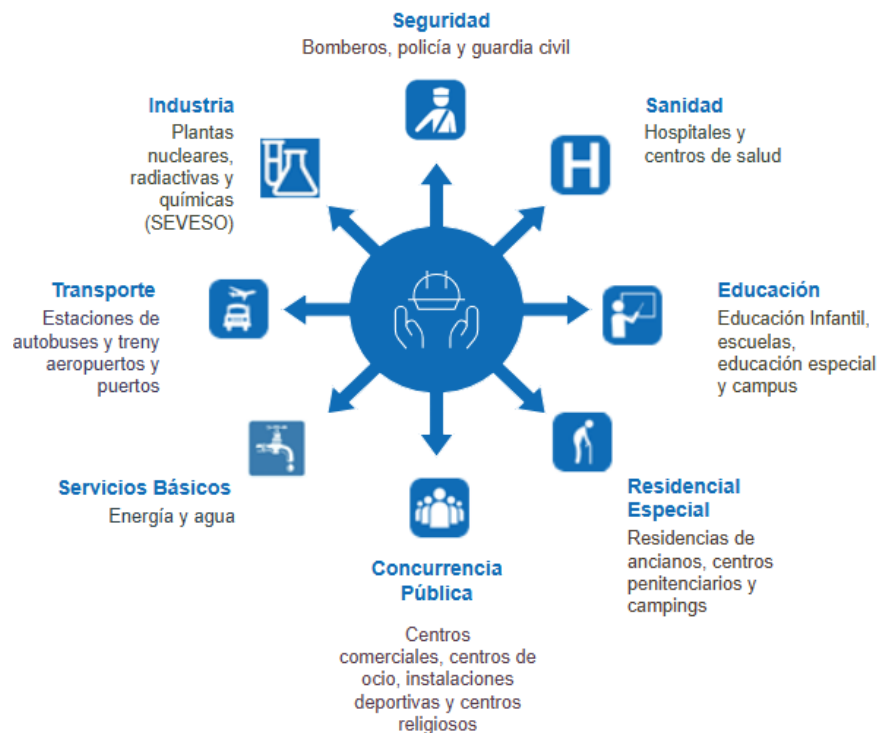 Seguridad
Bomberos, policía y guardia civil
Industria
Plantas
nucleares,
radiactivas y
químicas
(SEVESO)
Sanidad
Hospitales y
centros de salud
H
Transporte
Estaciones de
autobuses y treny
aeropuertos y
puertos
Educación
Educación Infantil,
escuelas,
educación especial
y campus
Servicios Básicos
Energía y agua
Residencial
Especial
Residencias de
ancianos, centros
penitenciarios y
campings
Concurrencia
Pública
Centros
comerciales, centros de
ocio, instalaciones
deportivas y centros
religiosos